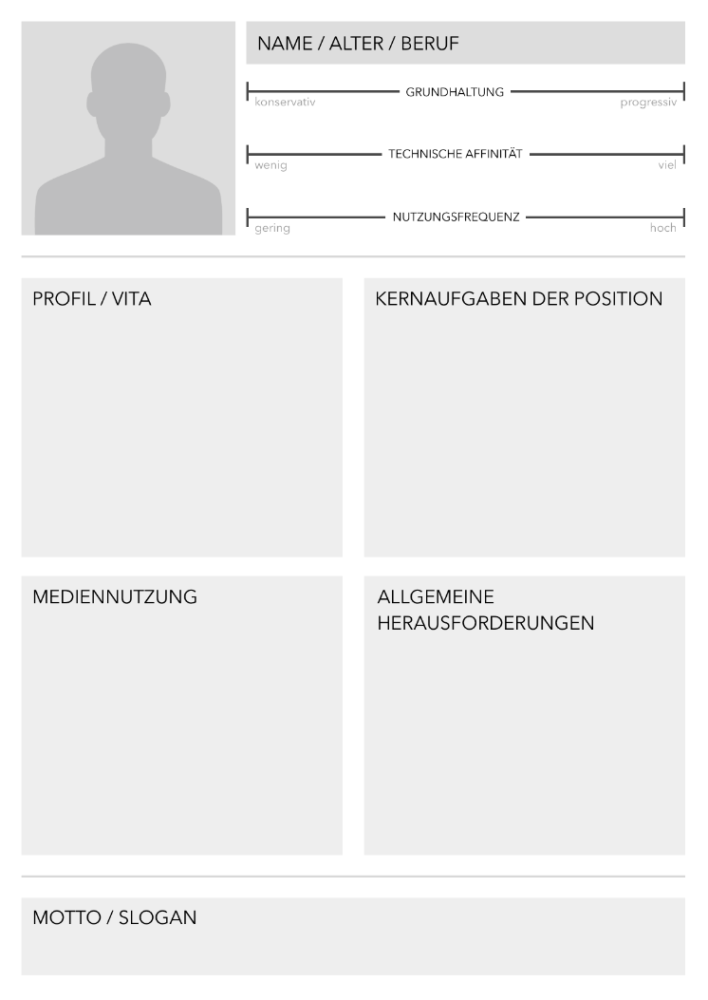 NAME / ALTER / BERUF
GRUNDHALTUNG
konservativ
progressiv
TECHNISCHE AFFINITÄT
wenig
viel
NUTZUNGSFREQUENZ
gering
hoch
PROFIL / VITA
KERNAUFGABEN DER POSITION
MEDIENNUTZUNG
ALLGEMEINE
HERAUSFORDERUNGEN
MOTTO / SLOGAN